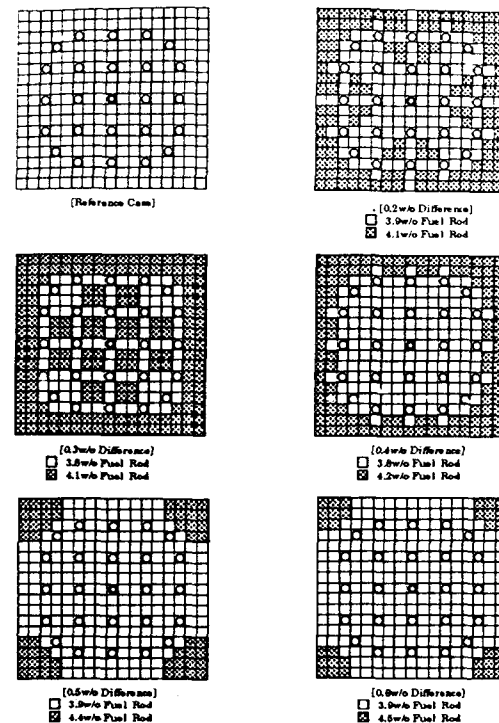 [Reference Case]
[0.2w/o Difference]
3.9w/o Fuel Rod
4.1w/o Fuel Rod
[0.3w/o Difference]
3.8w/o Fuel Rod
4.1w/o Fuel Rod
[0.4w/o Difference]
3.8w/o Fuel Rod
4.2w/o Fuel Rod
[0.5w/o Difference]
3.9w/o Fuel Rod
4.4w/o Fuel Rod
[0.6w/o Difference]
3.9w/o Fuel Rod
4.5w/o Fuel Rod